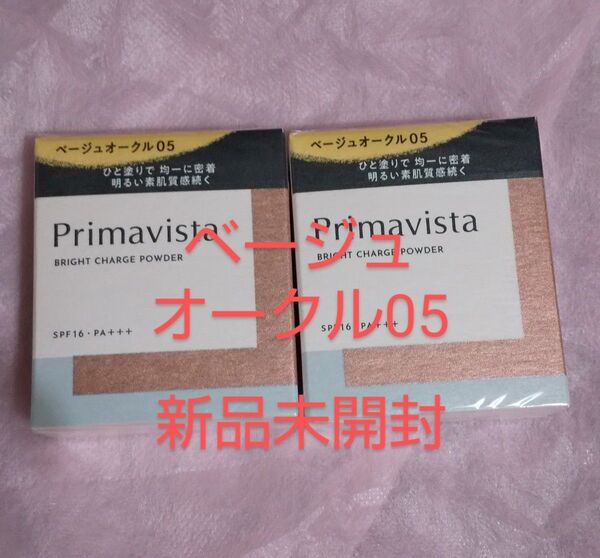 ベージュオークル05
ひと塗りで 均一に密着
明るい素肌質感続く
Primavista
BRIGHT CHARGE POWDER
SPF16・PA+++
ベージュオークル05
ひと塗りで 均一に密着
明るい素肌質感続く
Primavista
BRIGHT CHARGE POWDER
SPF16・PA+++
ベージュ
オークル05
新品未開封